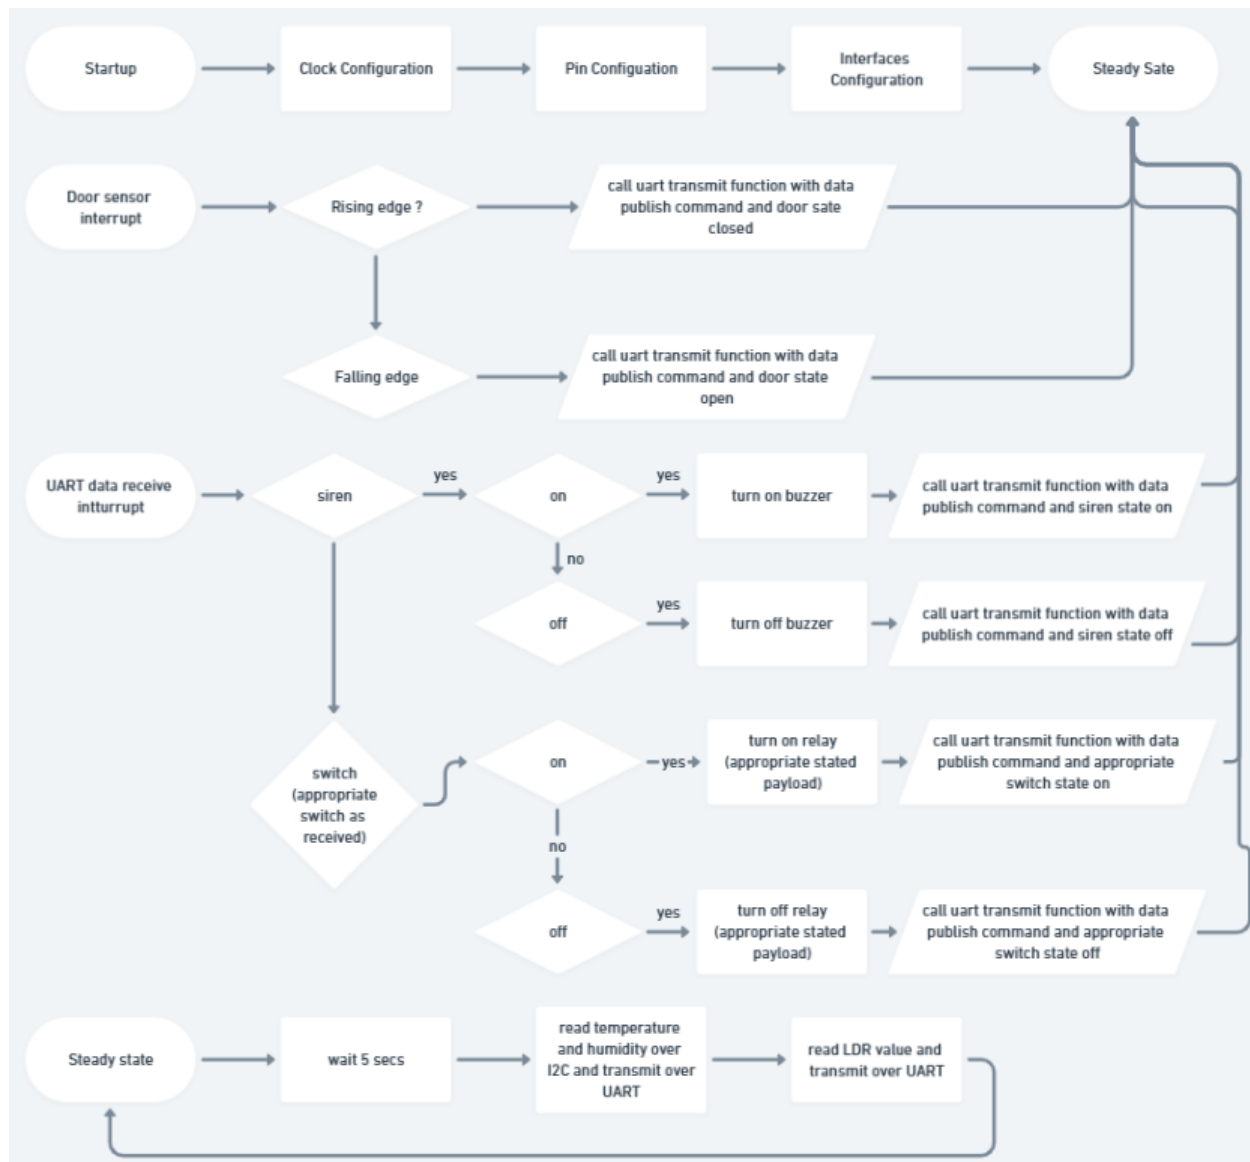 Startup
Clock Configuration
Pin Configuation
Interfaces
Configuration
Steady Sate
Door sensor
interrupt
Rising edge ?
call uart transmit function with data
publish command and door sate
closed
Falling edge
call uart transmit function with data
publish command and door state
open
UART data receive
intturrupt
siren
yes
on
yes
turn on buzzer
call uart transmit function with data
publish command and siren state on
no
off
yes
turn off buzzer
call uart transmit function with data
publish command and siren state off
switch
(appropriate
switch as
received)
on
yes
turn on relay
(appropriate stated
payload)
call uart transmit function with data
publish command and appropriate
switch state on
no
off
yes
turn off relay
(appropriate stated
payload)
call uart transmit function with data
publish command and appropriate
switch state off
Steady state
wait 5 secs
read temperature
and humidity over
I2C and transmit over
UART
read LDR value and
transmit over UART